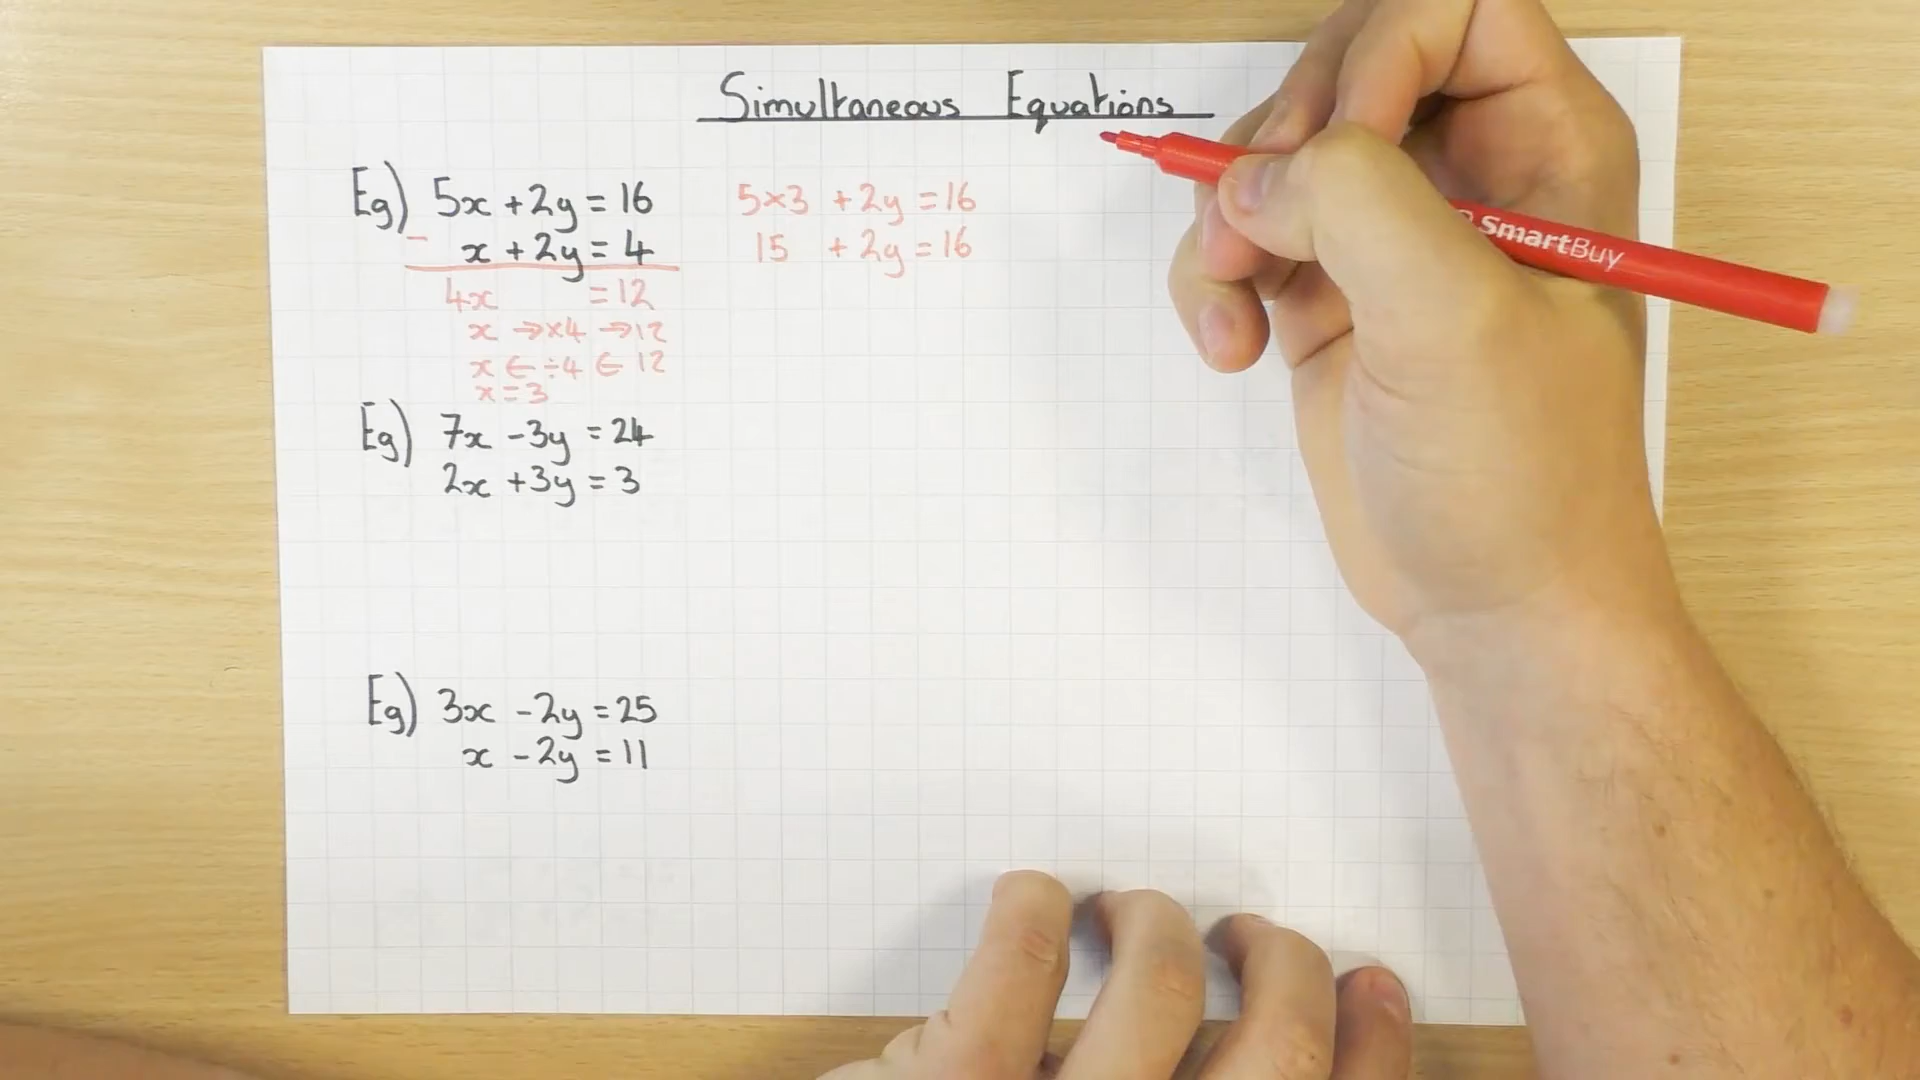 Simultaneous Equations
Eg) 5x + 2y = 16
- x + 2y = 4
4x = 12
x → ×4 → 12
x ← ÷4 ← 12
x = 3
5×3 + 2y = 16
15 + 2y = 16
Eg) 7x - 3y = 24
2x + 3y = 3
Eg) 3x - 2y = 25
x - 2y = 11
SmartBuy